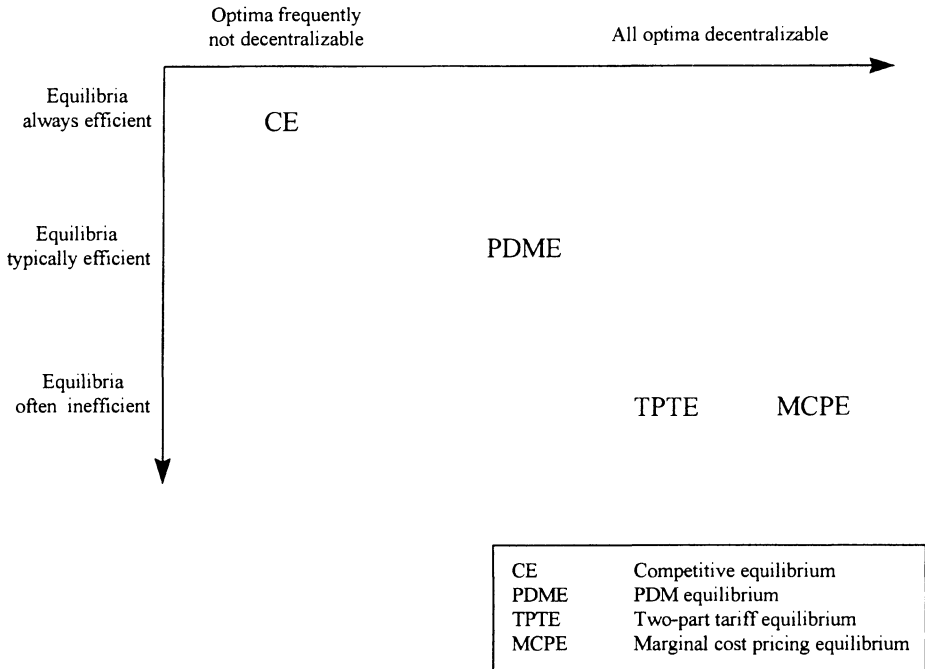 Optima frequently
not decentralizable
All optima decentralizable
Equilibria
always efficient
CE
Equilibria
typically efficient
PDME
Equilibria
often inefficient
TPTE
MCPE
CE Competitive equilibrium
PDME PDM equilibrium
TPTE Two-part tariff equilibrium
MCPE Marginal cost pricing equilibrium